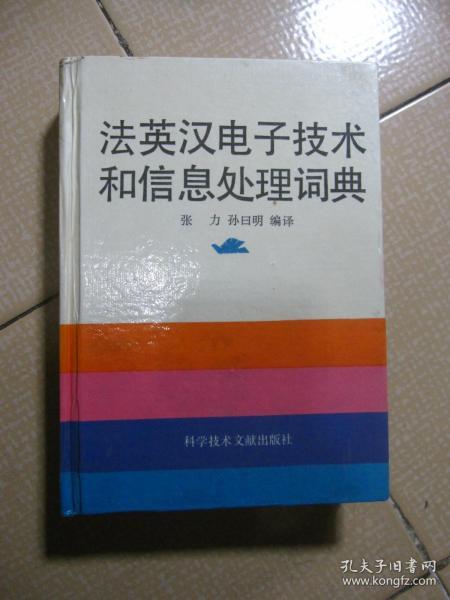 法英汉电子技术
和信息处理词典
张 力 孙曰明 编译
科学技术文献出版社
孔夫子旧书网
www.kongfz.com